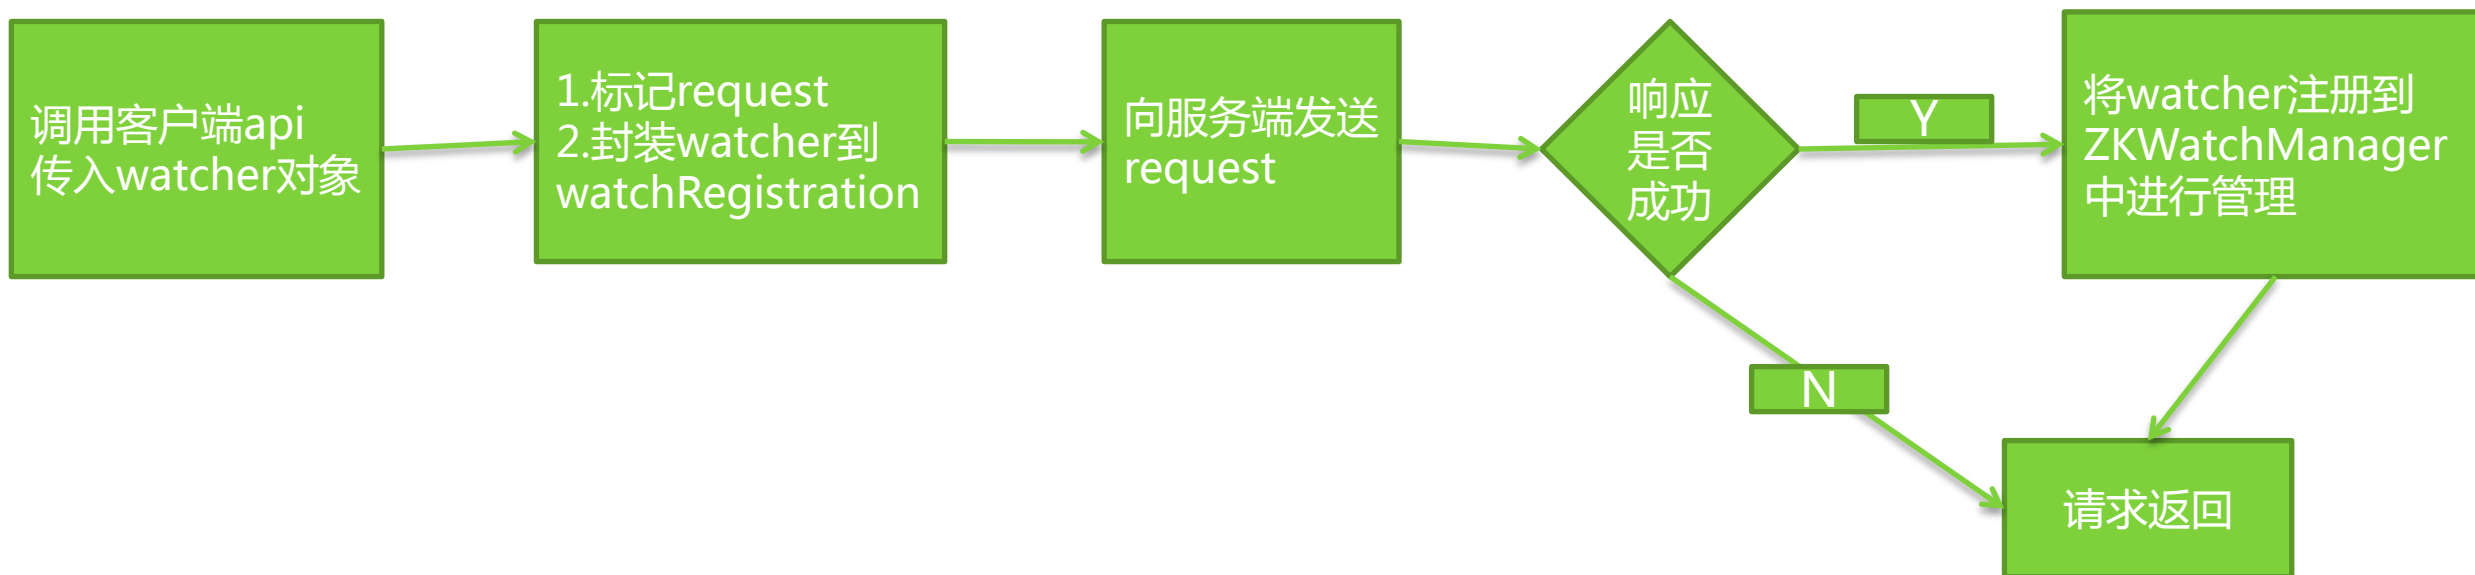 调用客户端api
传入watcher对象
1.标记request
2.封装watcher到
watchRegistration
向服务端发送
request
响应
是否
成功
Y
将watcher注册到
ZKWatchManager
中进行管理
N
请求返回